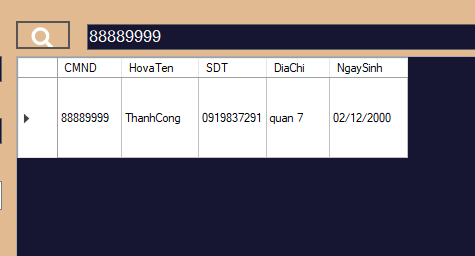 88889999
CMND HovaTen SDT DiaChi NgaySinh
88889999 ThanhCong 0919837291 quan 7 02/12/2000